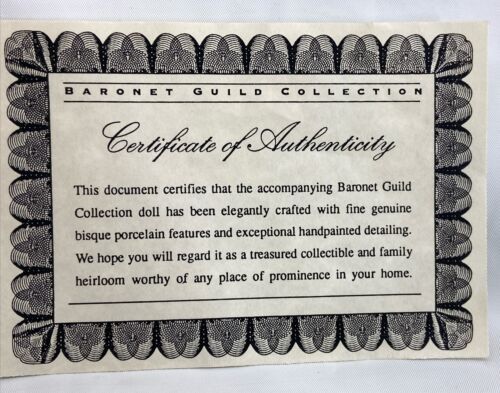 BARONET GUILD COLLECTION
Certificate of Authenticity
This document certifies that the accompanying Baronet Guild
Collection doll has been elegantly crafted with fine genuine
bisque porcelain features and exceptional handpainted detailing.
We hope you will regard it as a treasured collectible and family
heirloom worthy of any place of prominence in your home.